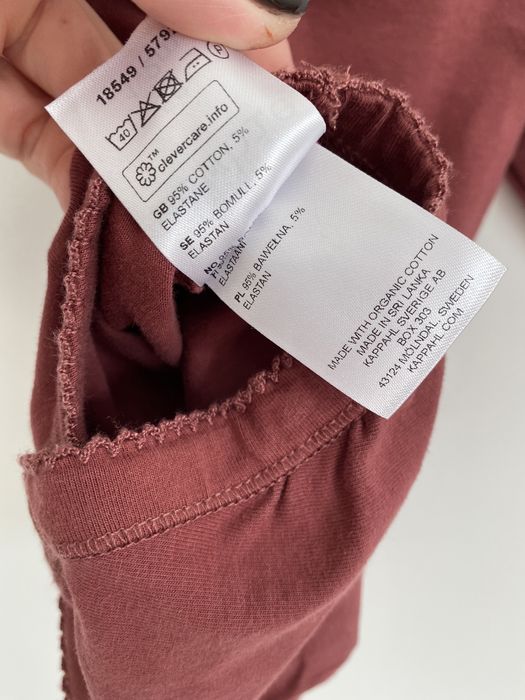 18549 / 579
40
P
clevercare.info
TM
GB 95% COTTON, 5%
ELASTANE
SE 95% BOMULL, 5%
ELASTAN
PL 95% BAWEŁNA, 5%
ELASTAN
MADE WITH ORGANIC COTTON
MADE IN SRI LANKA
KAPPAHL SVERIGE AB
BOX 303
43124 MÖLNDAL SWEDEN
KAPPAHL.COM